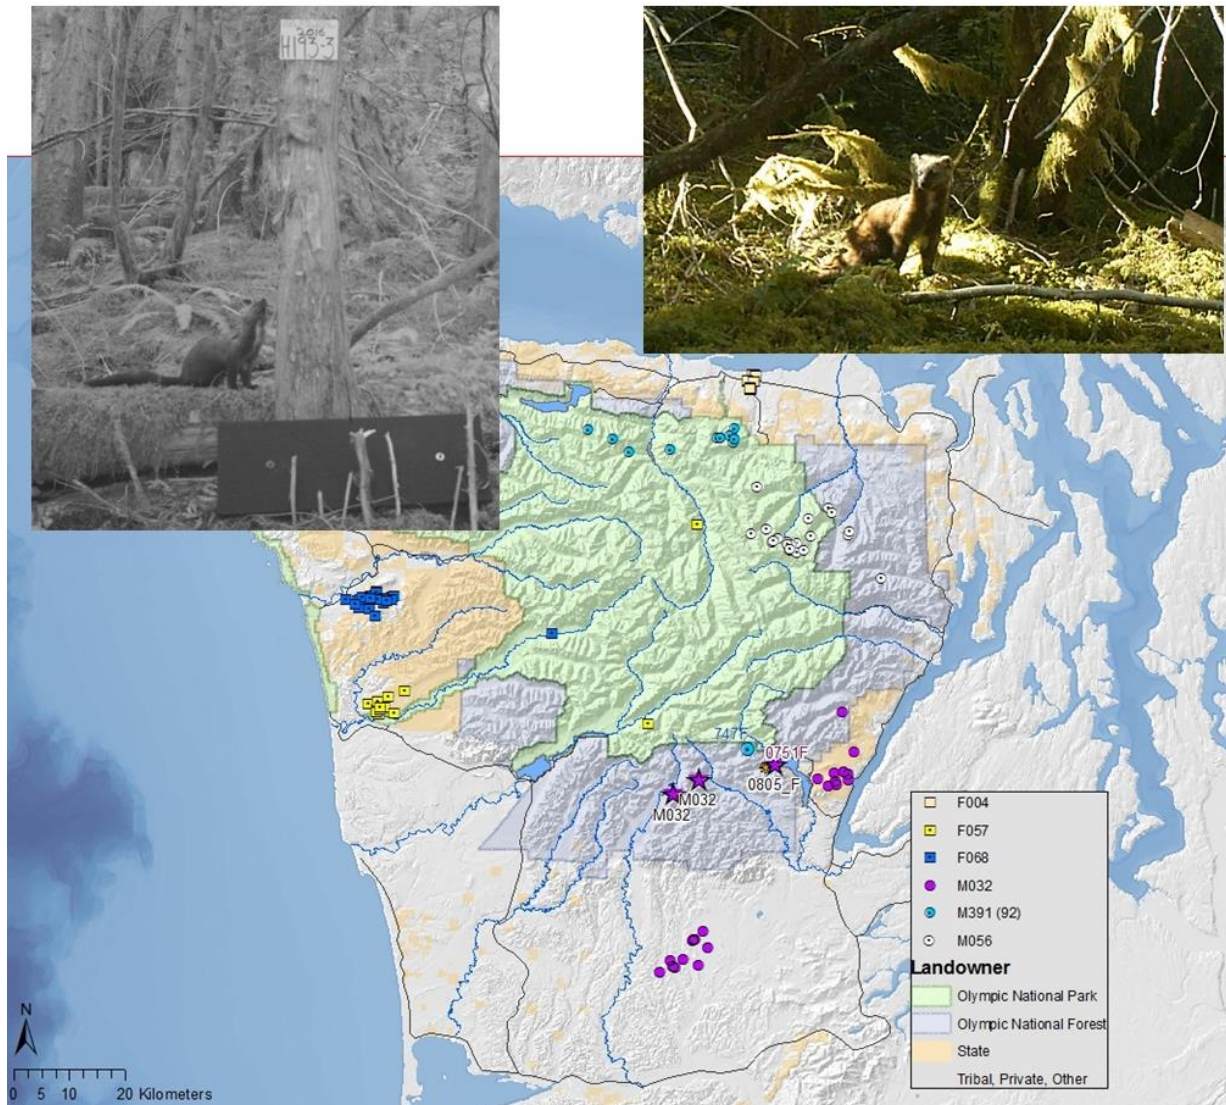 2016
H193-3
747F
0751F
0805_F
M032
M032
F004
F057
F068
M032
M391 (92)
M056
Landowner
Olympic National Park
Olympic National Forest
State
Tribal, Private, Other
N
0 5 10 20 Kilometers